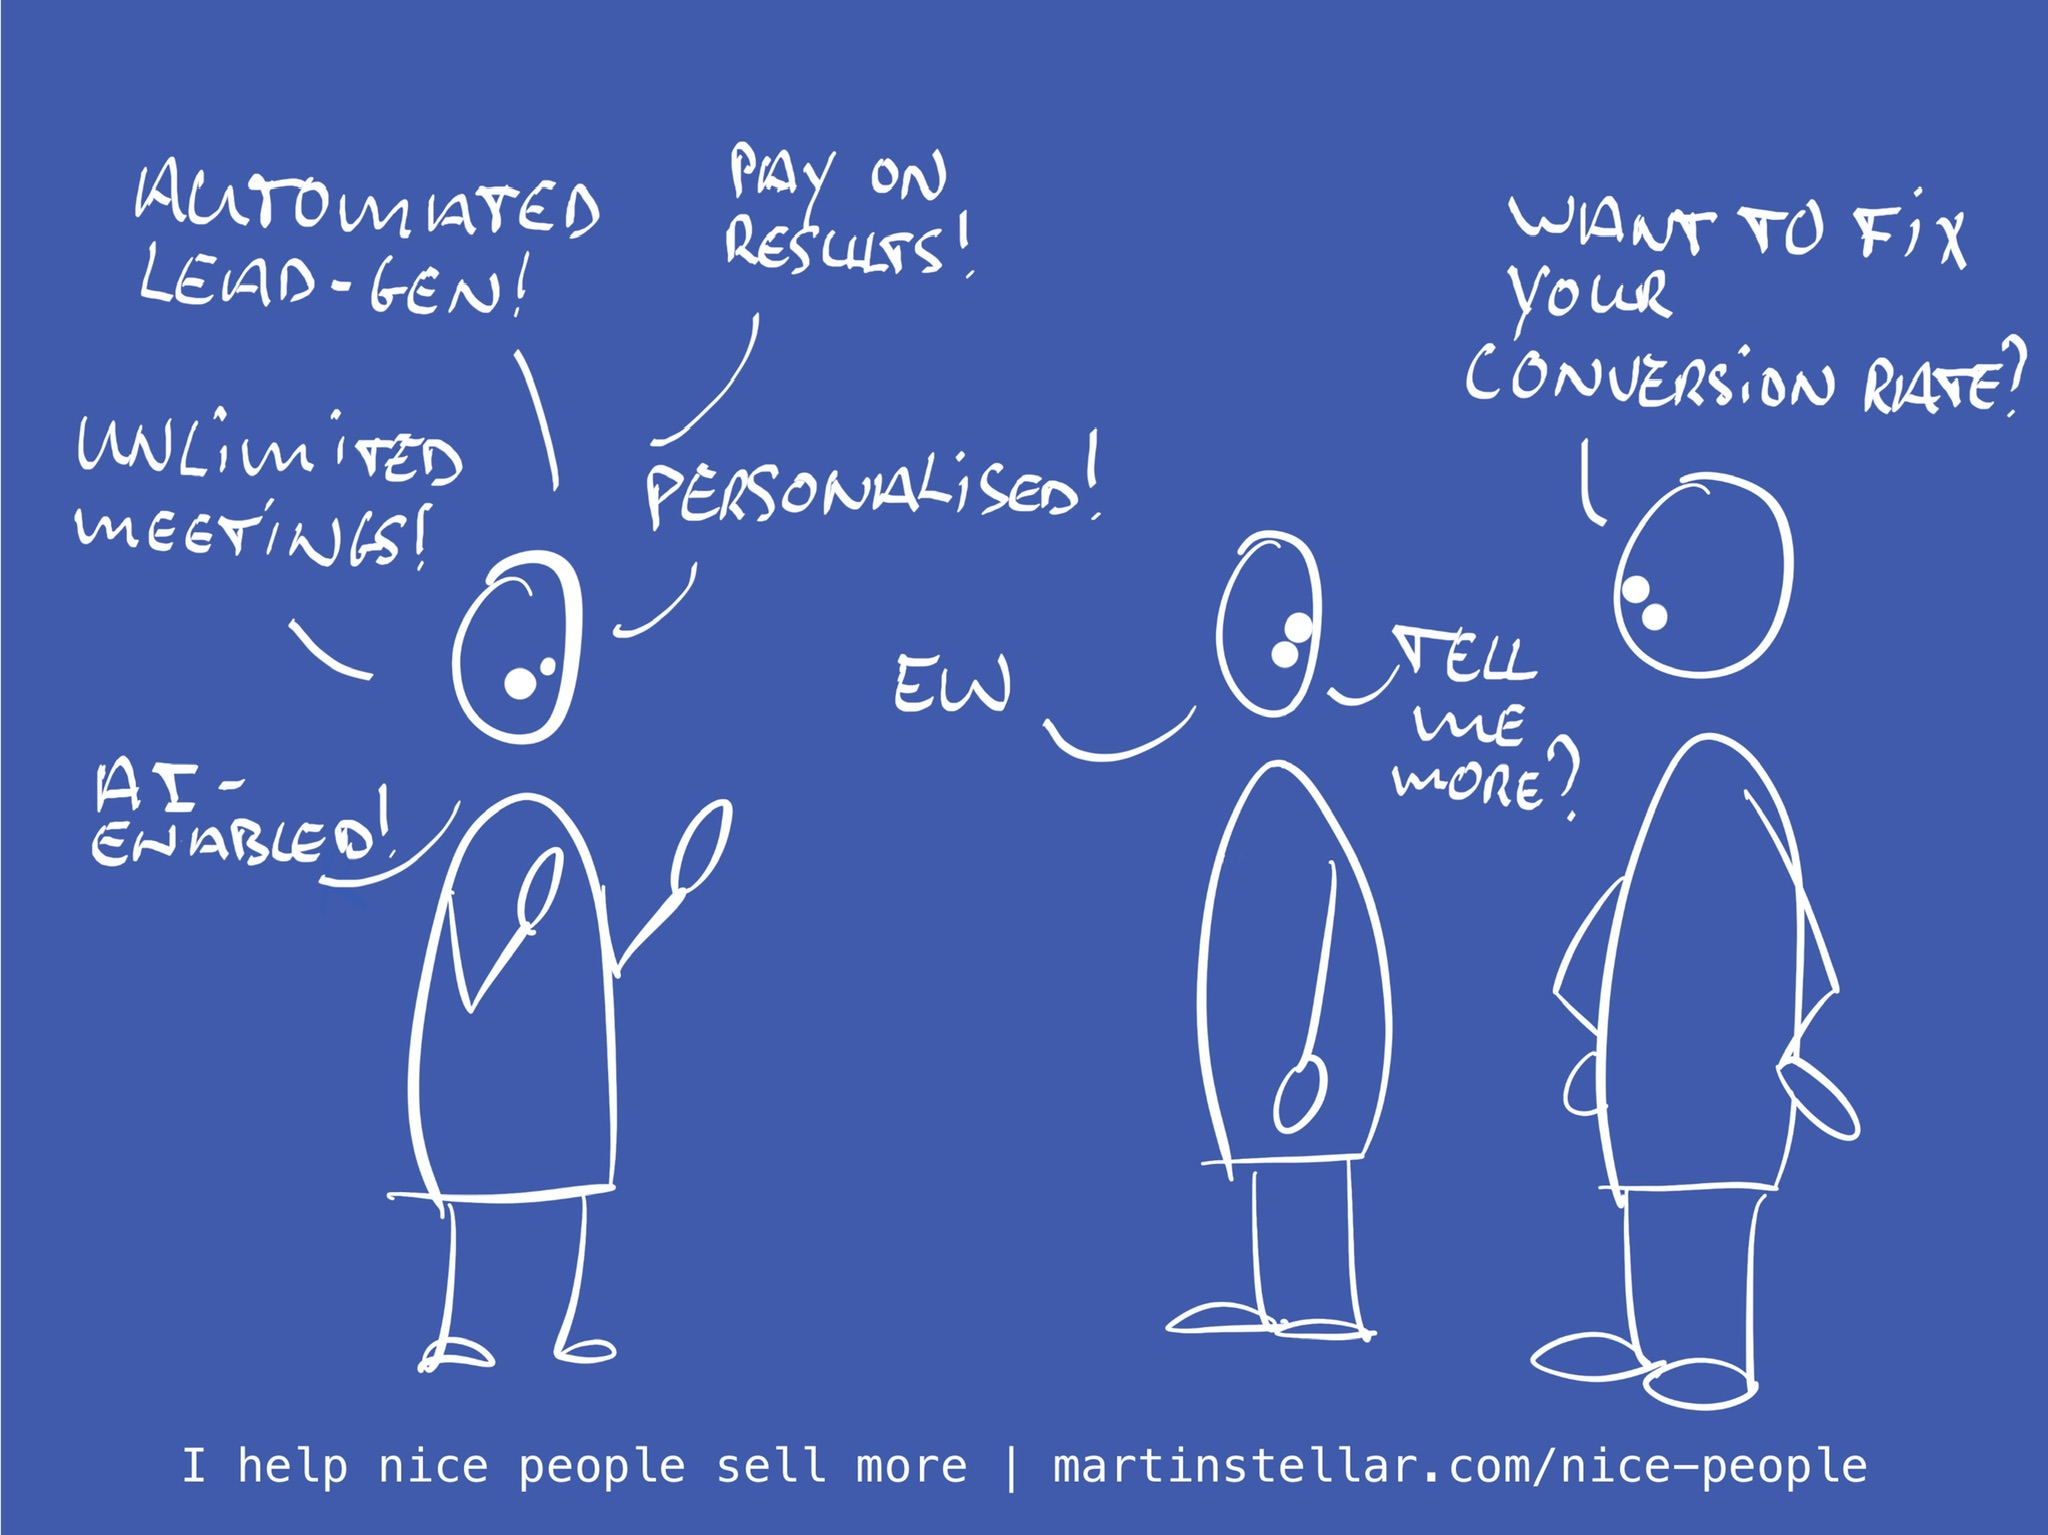 AUTOMATED
LEAD-GEN!
PAY ON
RESULTS!
UNLIMITED
MEETINGS!
PERSONALISED!
AI-
ENABLED!
EW
TELL
ME
MORE?
WANT TO FIX
YOUR
CONVERSION RATE?
I help nice people sell more | martinstellar.com/nice-people